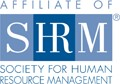 AFFILIATE OF
SHRM®
SOCIETY FOR HUMAN
RESOURCE MANAGEMENT